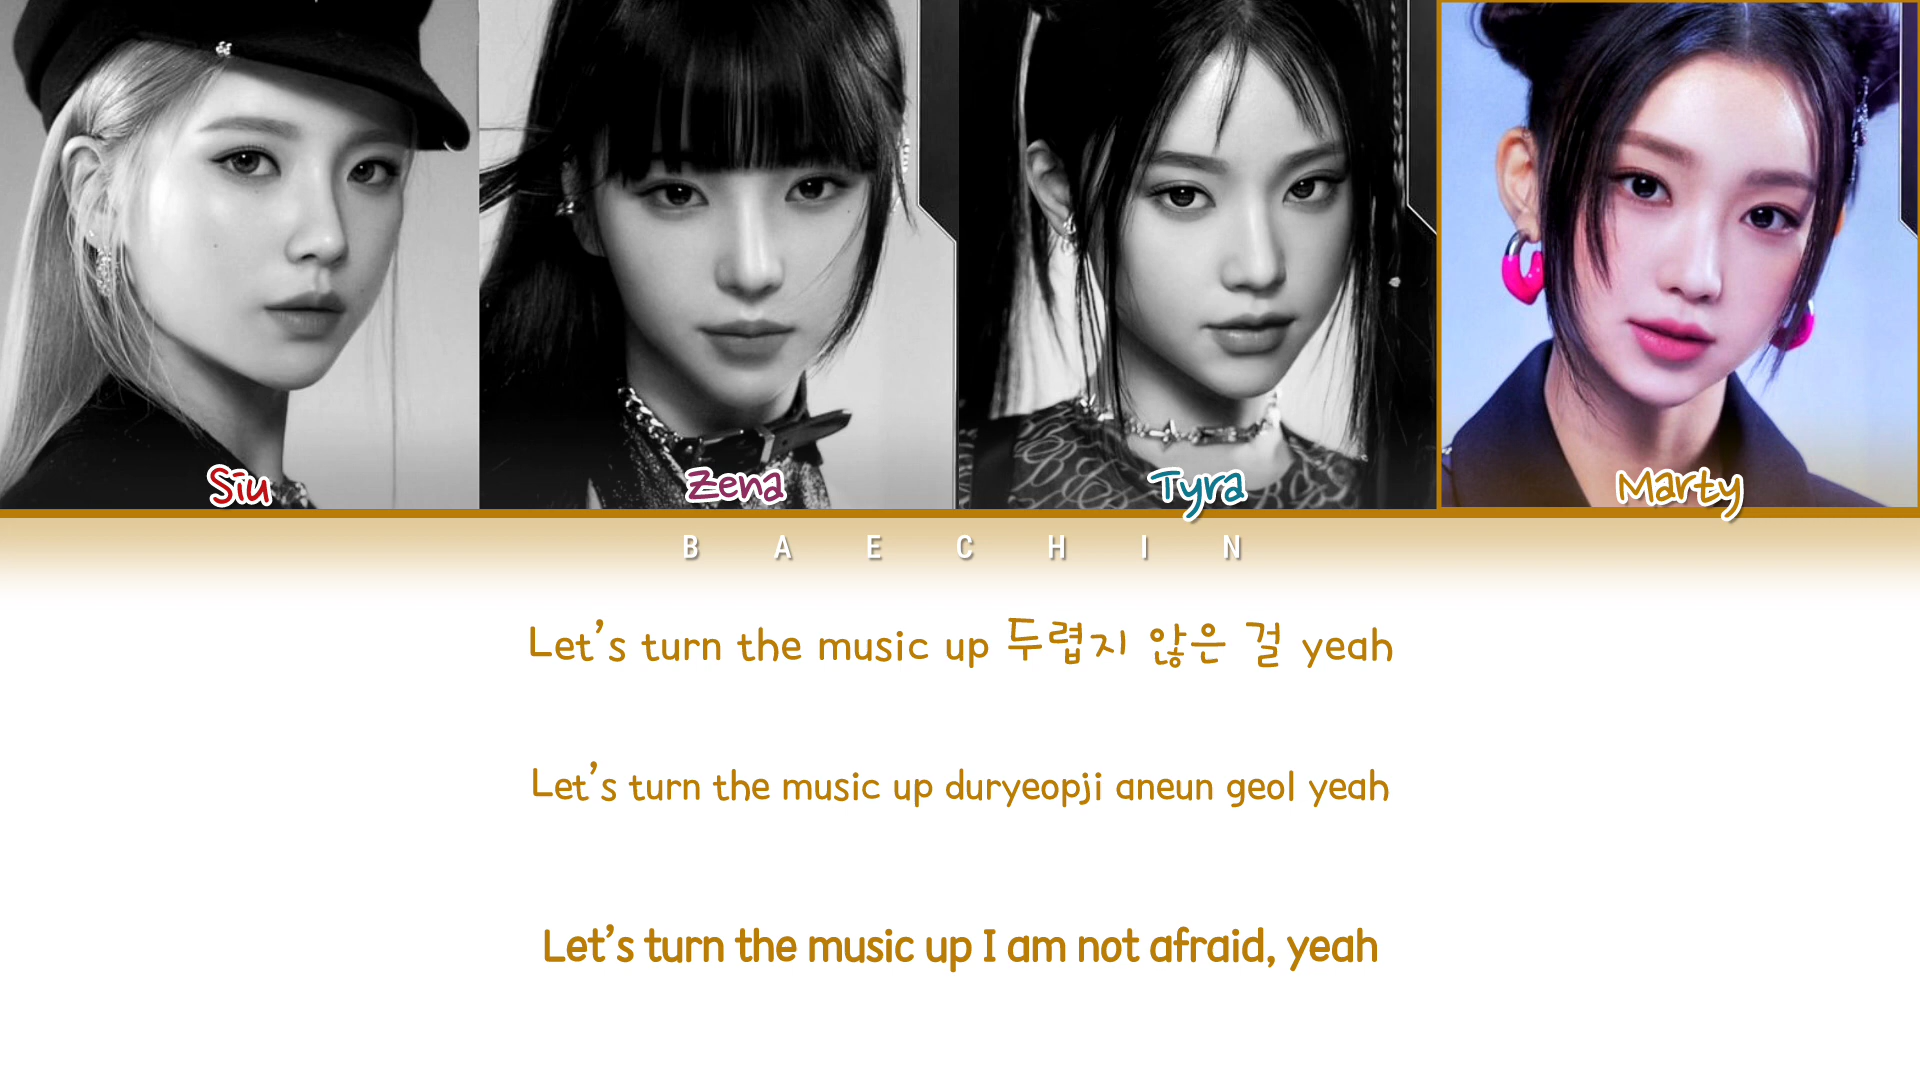 Siu Zena Tyra Marty
BAECHIN
Let's turn the music up 두렵지 않은 걸 yeah
Let's turn the music up duryeopji aneun geol yeah
Let's turn the music up I am not afraid, yeah